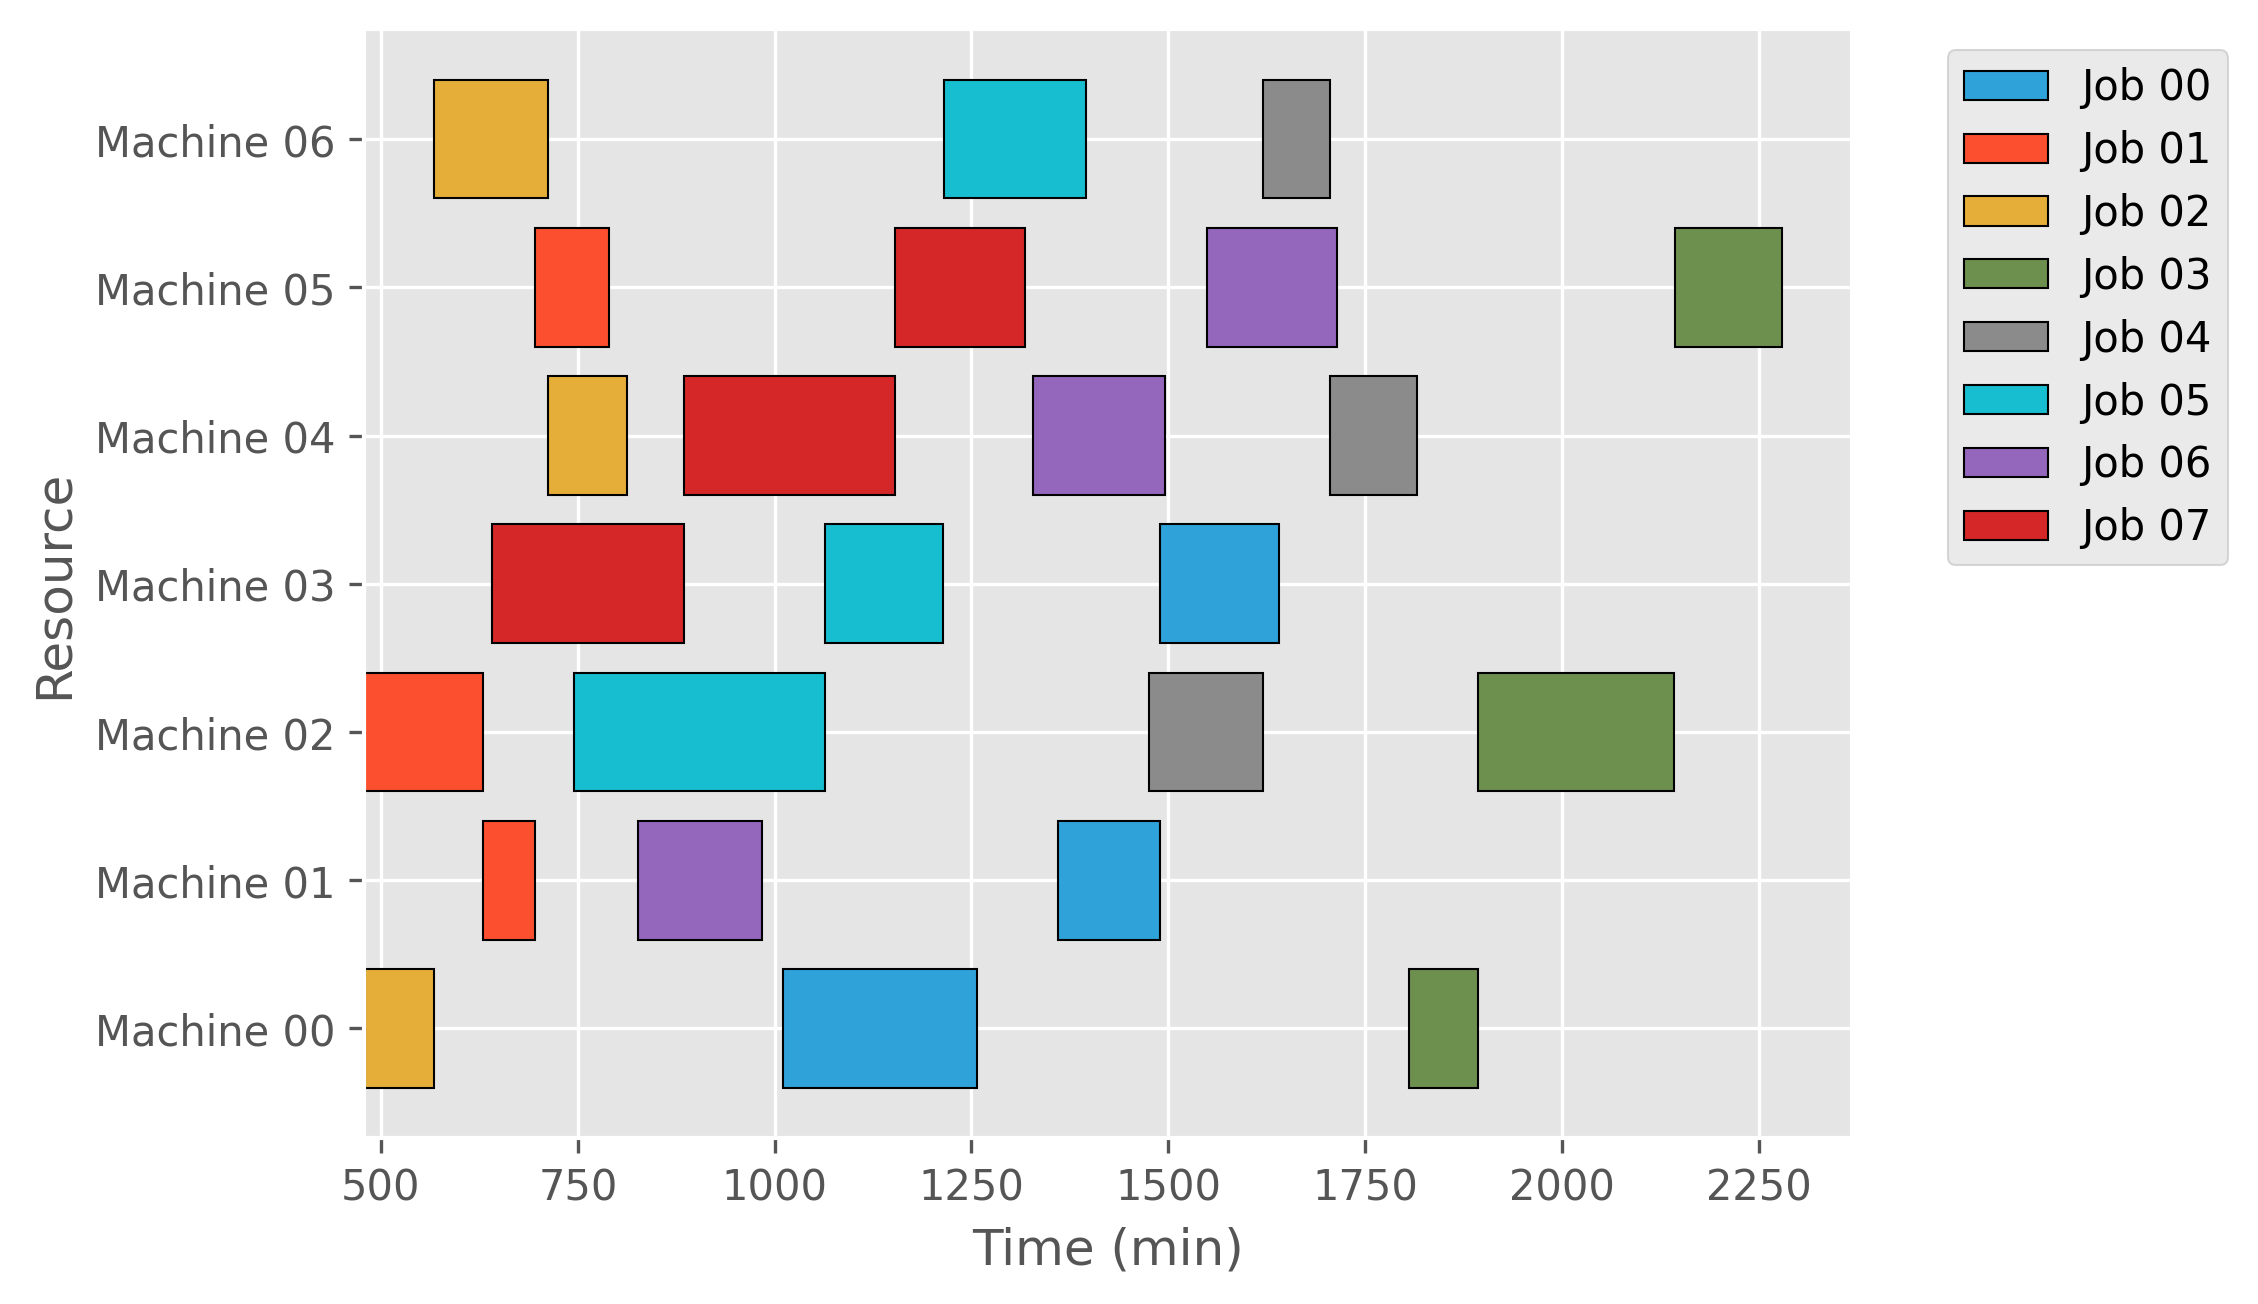 Machine 06
Machine 05
Machine 04
Machine 03
Machine 02
Machine 01
Machine 00
Resource
500 750 1000 1250 1500 1750 2000 2250
Time (min)
Job 00
Job 01
Job 02
Job 03
Job 04
Job 05
Job 06
Job 07